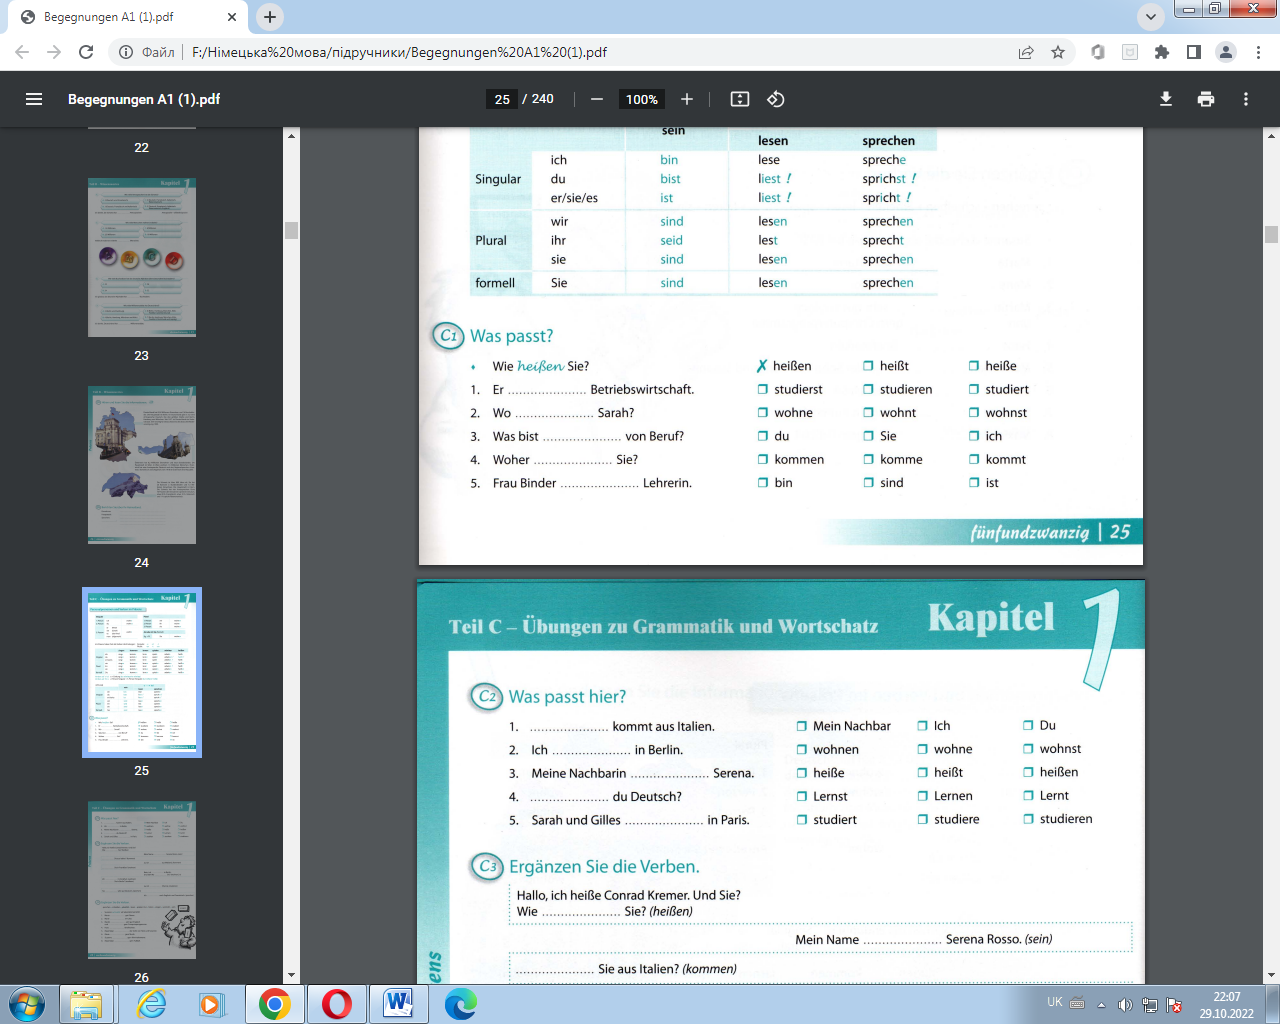 Begegnungen A1 (1).pdf
Файл | F:/Німецька%20мова/підручники/Begegnungen%20A1%20(1).pdf
Begegnungen A1 (1).pdf 25 / 240 100%
22
23
24
25
26
sein lesen sprechen
Singular ich bin lese spreche
du bist liest ! sprichst !
er/sie/es ist liest ! spricht !
Plural wir sind lesen sprechen
ihr seid lest sprecht
sie sind lesen sprechen
formell Sie sind lesen sprechen
C1 Was passt?
Wie heißen Sie? ✗ heißen ❒ heißt ❒ heiße
1. Er ...................... Betriebswirtschaft. ❒ studierst ❒ studieren ❒ studiert
2. Wo ...................... Sarah? ❒ wohne ❒ wohnt ❒ wohnst
3. Was bist ...................... von Beruf? ❒ du ❒ Sie ❒ ich
4. Woher ...................... Sie? ❒ kommen ❒ komme ❒ kommt
5. Frau Binder ...................... Lehrerin. ❒ bin ❒ sind ❒ ist
fünfundzwanzig | 25
Teil C – Übungen zu Grammatik und Wortschatz Kapitel 1
C2 Was passt hier?
1. ...................... kommt aus Italien. ❒ Mein Nachbar ❒ Ich ❒ Du
2. Ich ...................... in Berlin. ❒ wohnen ❒ wohne ❒ wohnst
3. Meine Nachbarin ...................... Serena. ❒ heiße ❒ heißt ❒ heißen
4. ...................... du Deutsch? ❒ Lernst ❒ Lernen ❒ Lernt
5. Sarah und Gilles ...................... in Paris. ❒ studiert ❒ studiere ❒ studieren
C3 Ergänzen Sie die Verben.
Hallo, ich heiße Conrad Kremer. Und Sie?
Wie ...................... Sie? (heißen)
Mein Name ...................... Serena Rosso. (sein)
...................... Sie aus Italien? (kommen)
ens
UK 22:07
29.10.2022